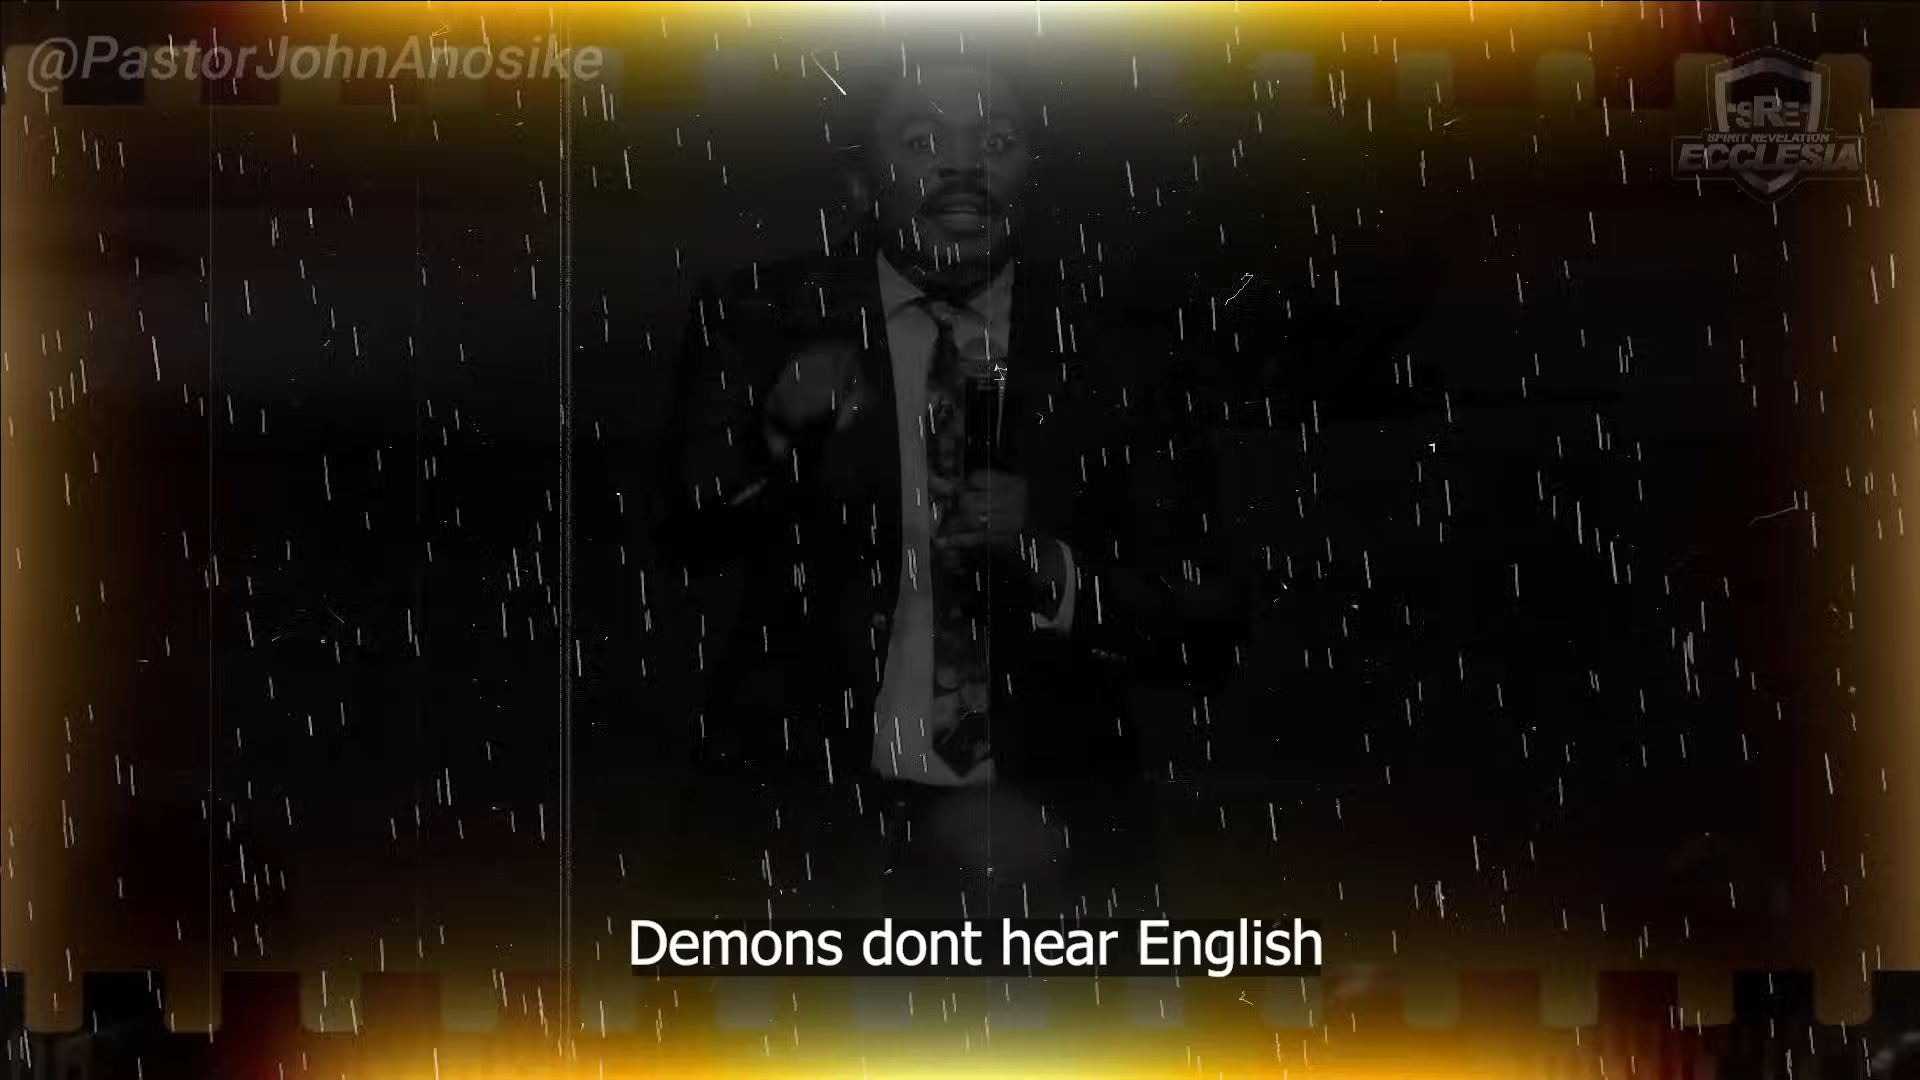 @PastorJohnAnosike
SRE
SPIRIT REVELATION
ECCLESIA
Demons dont hear English